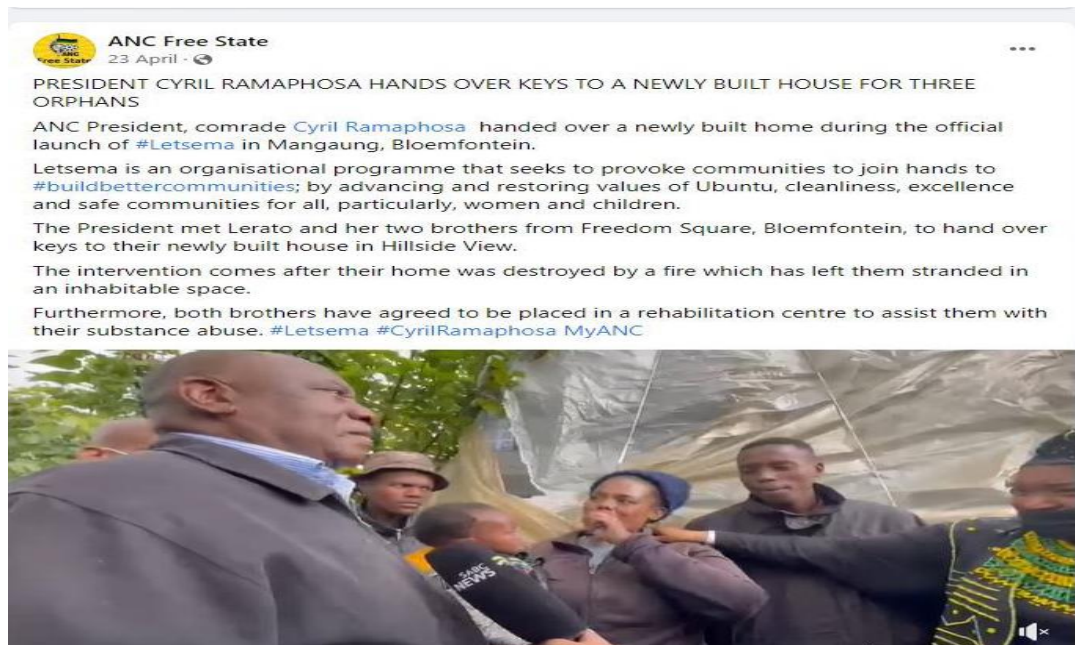 ANC Free State
23 April
PRESIDENT CYRIL RAMAPHOSA HANDS OVER KEYS TO A NEWLY BUILT HOUSE FOR THREE
ORPHANS
ANC President, comrade Cyril Ramaphosa handed over a newly built home during the official
launch of #Letsema in Mangaung, Bloemfontein.
Letsema is an organisational programme that seeks to provoke communities to join hands to
#buildbettercommunities; by advancing and restoring values of Ubuntu, cleanliness, excellence
and safe communities for all, particularly, women and children.
The President met Lerato and her two brothers from Freedom Square, Bloemfontein, to hand over
keys to their newly built house in Hillside View.
The intervention comes after their home was destroyed by a fire which has left them stranded in
an inhabitable space.
Furthermore, both brothers have agreed to be placed in a rehabilitation centre to assist them with
their substance abuse. #Letsema #CyrilRamaphosa MyANC
ANC
Free State
SABC
NEWS